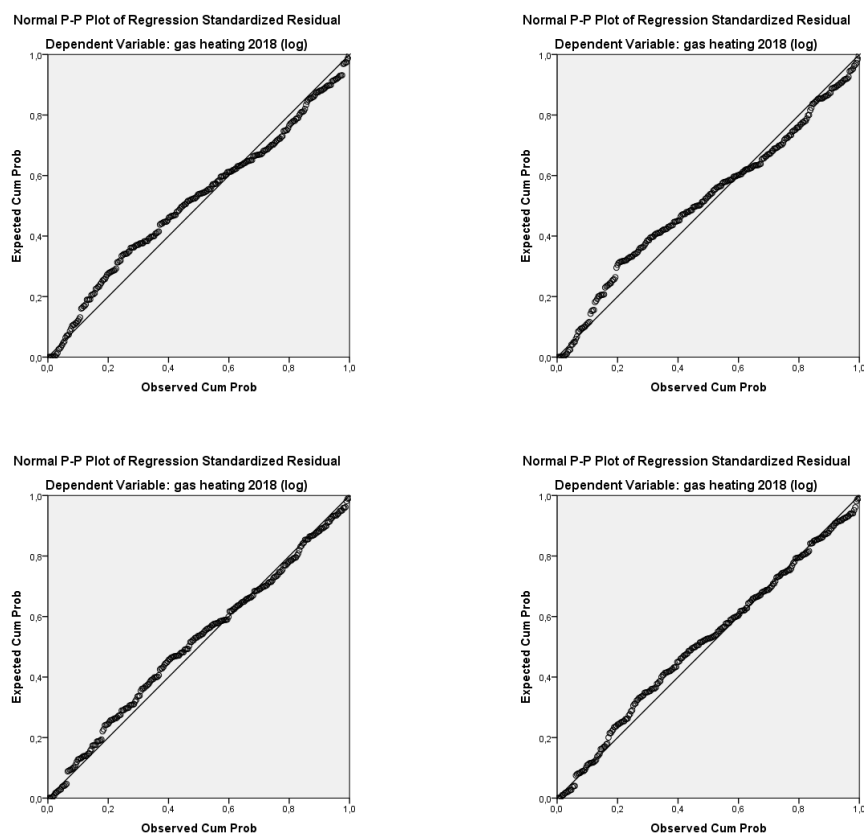 Normal P-P Plot of Regression Standardized Residual
Dependent Variable: gas heating 2018 (log)
1,0
0,8
0,6
0,4
0,2
0,0
Expected Cum Prob
0,0 0,2 0,4 0,6 0,8 1,0
Observed Cum Prob
Normal P-P Plot of Regression Standardized Residual
Dependent Variable: gas heating 2018 (log)
1,0
0,8
0,6
0,4
0,2
0,0
Expected Cum Prob
0,0 0,2 0,4 0,6 0,8 1,0
Observed Cum Prob
Normal P-P Plot of Regression Standardized Residual
Dependent Variable: gas heating 2018 (log)
1,0
0,8
0,6
0,4
0,2
0,0
Expected Cum Prob
0,0 0,2 0,4 0,6 0,8 1,0
Observed Cum Prob
Normal P-P Plot of Regression Standardized Residual
Dependent Variable: gas heating 2018 (log)
1,0
0,8
0,6
0,4
0,2
0,0
Expected Cum Prob
0,0 0,2 0,4 0,6 0,8 1,0
Observed Cum Prob